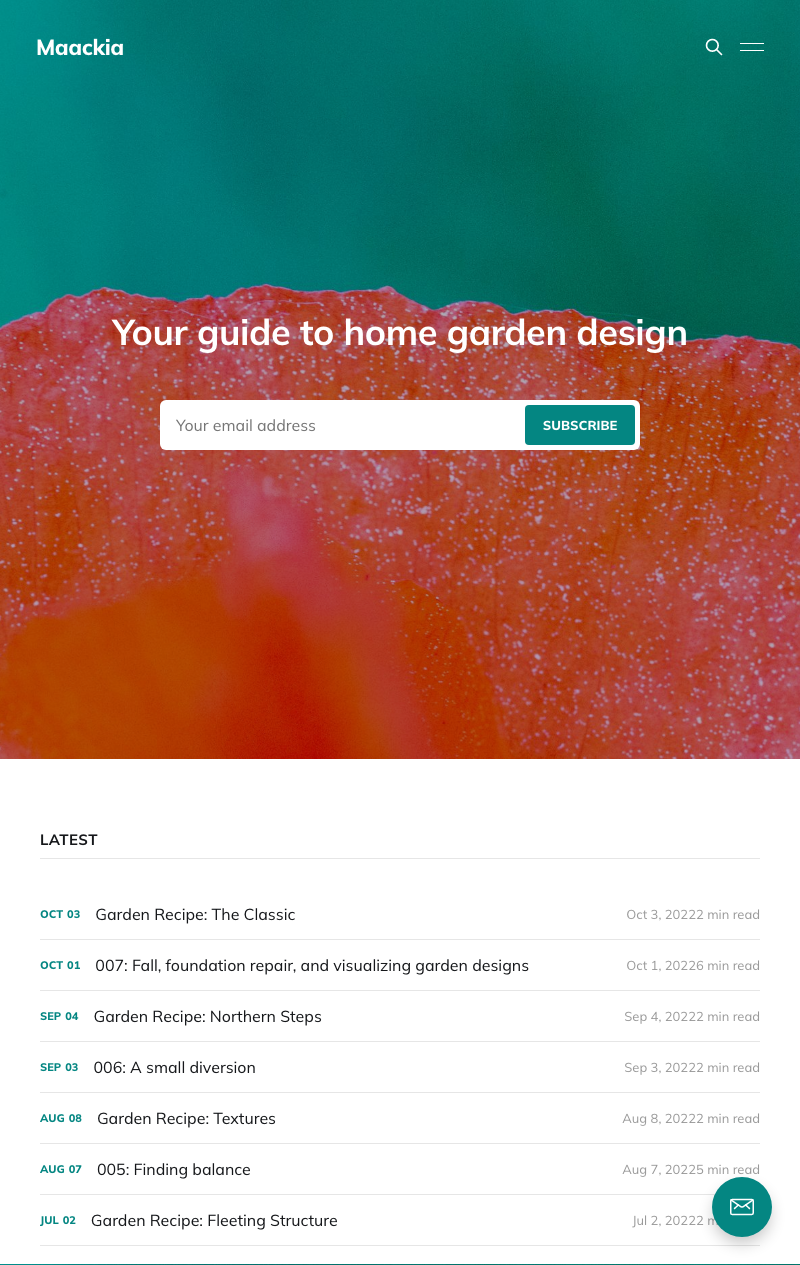 Maackia
Your guide to home garden design
Your email address
SUBSCRIBE
LATEST
OCT 03 Garden Recipe: The Classic Oct 3, 20222 min read
OCT 01 007: Fall, foundation repair, and visualizing garden designs Oct 1, 20226 min read
SEP 04 Garden Recipe: Northern Steps Sep 4, 20222 min read
SEP 03 006: A small diversion Sep 3, 20222 min read
AUG 08 Garden Recipe: Textures Aug 8, 20222 min read
AUG 07 005: Finding balance Aug 7, 20225 min read
JUL 02 Garden Recipe: Fleeting Structure Jul 2, 20222